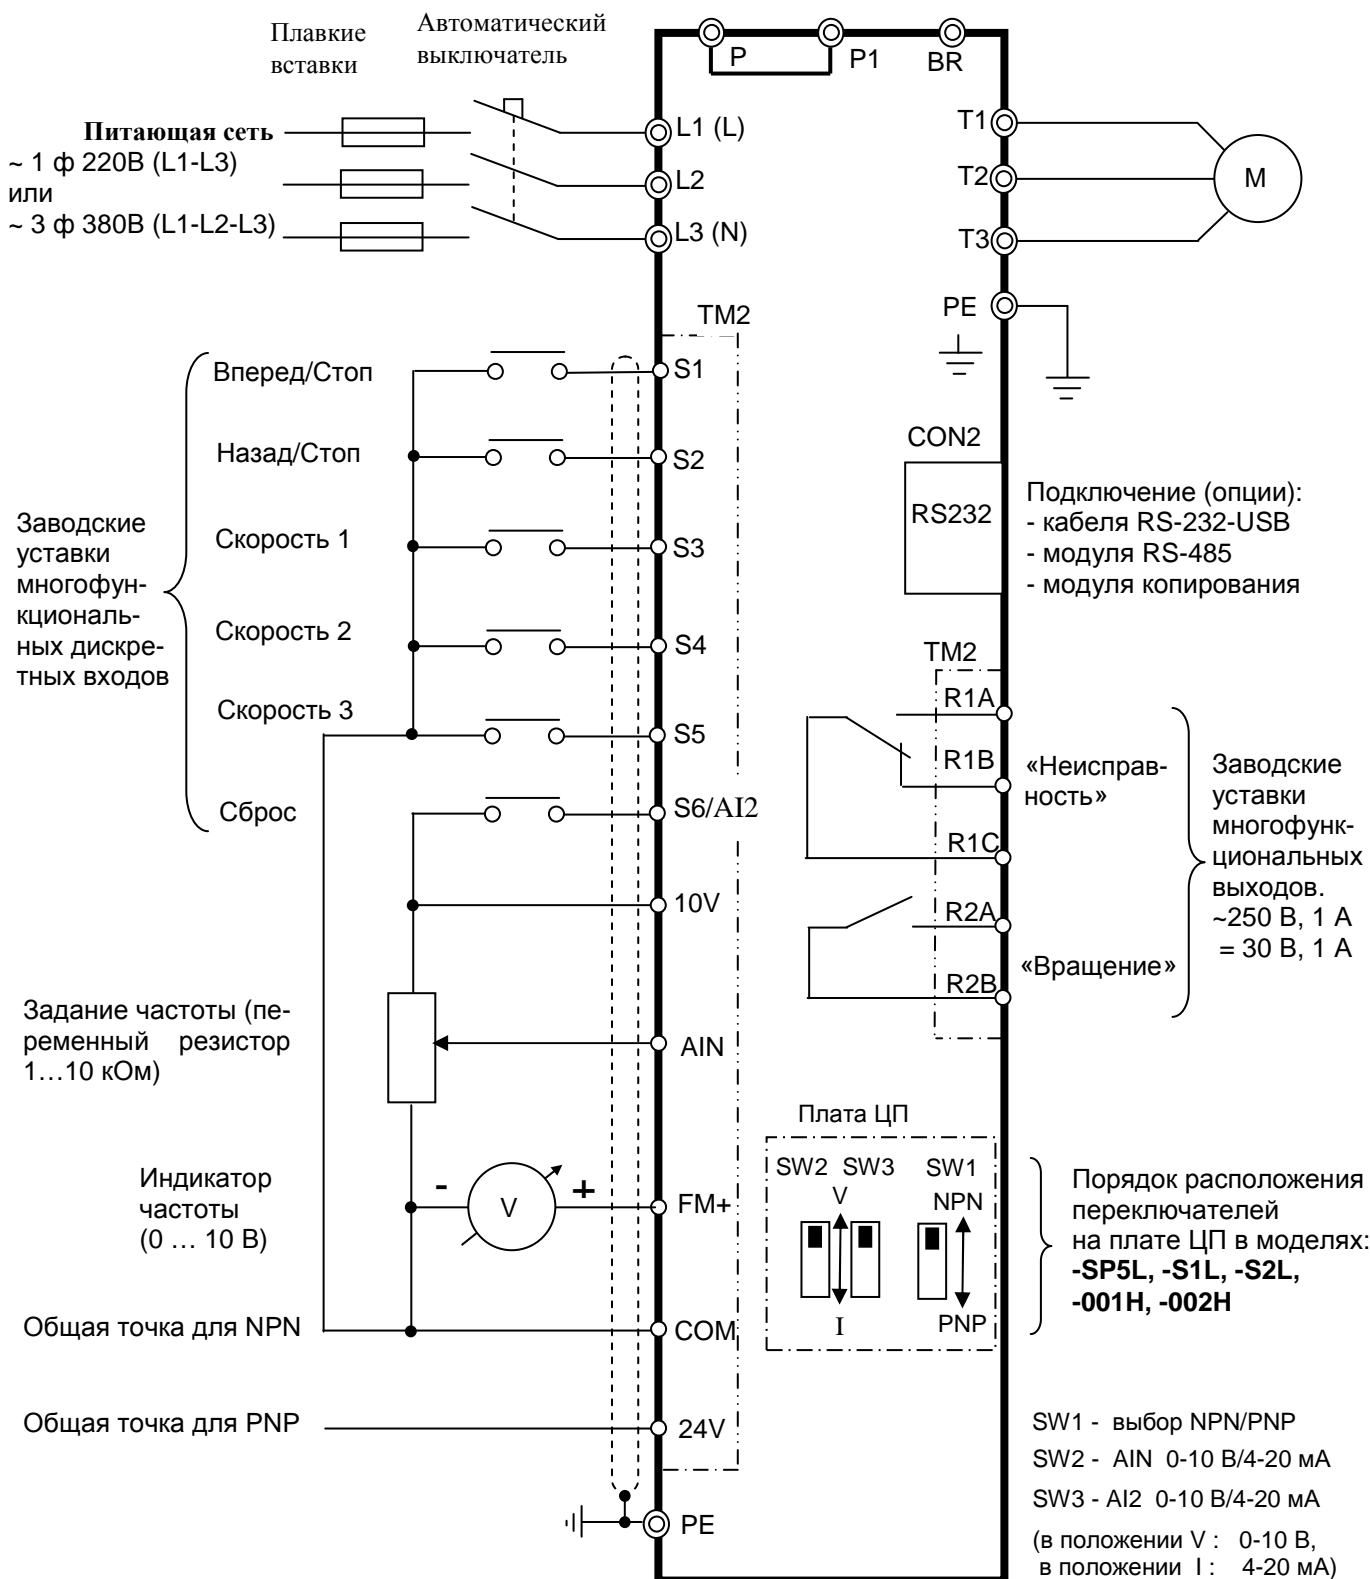 Плавкие
вставки
Автоматический
выключатель
P
P1
BR
Питающая сеть
~ 1 ф 220В (L1-L3)
или
~ 3 ф 380В (L1-L2-L3)
L1 (L)
L2
L3 (N)
T1
T2
T3
M
PE
TM2
Вперед/Стоп
S1
Назад/Стоп
S2
Скорость 1
S3
Скорость 2
S4
Скорость 3
S5
Сброс
S6/AI2
Заводские
уставки
многофун-
кциональ-
ных дискре-
тных входов
CON2
RS232
Подключение (опции):
- кабеля RS-232-USB
- модуля RS-485
- модуля копирования
TM2
R1A
R1B
R1C
R2A
R2B
«Неисправ-
ность»
«Вращение»
Заводские
уставки
многофунк-
циональных
выходов.
~250 В, 1 А
= 30 В, 1 А
10V
Задание частоты (пе-
ременный резистор
1…10 кОм)
AIN
Индикатор
частоты
(0 … 10 В)
-
V
+
FM+
Общая точка для NPN
COM
Общая точка для PNP
24V
PE
Плата ЦП
SW2 SW3 SW1
V
NPN
I
PNP
Порядок расположения
переключателей
на плате ЦП в моделях:
-SP5L, -S1L, -S2L,
-001H, -002H
SW1 - выбор NPN/PNP
SW2 - AIN 0-10 В/4-20 мА
SW3 - AI2 0-10 В/4-20 мА
(в положении V : 0-10 В,
в положении I : 4-20 мА)